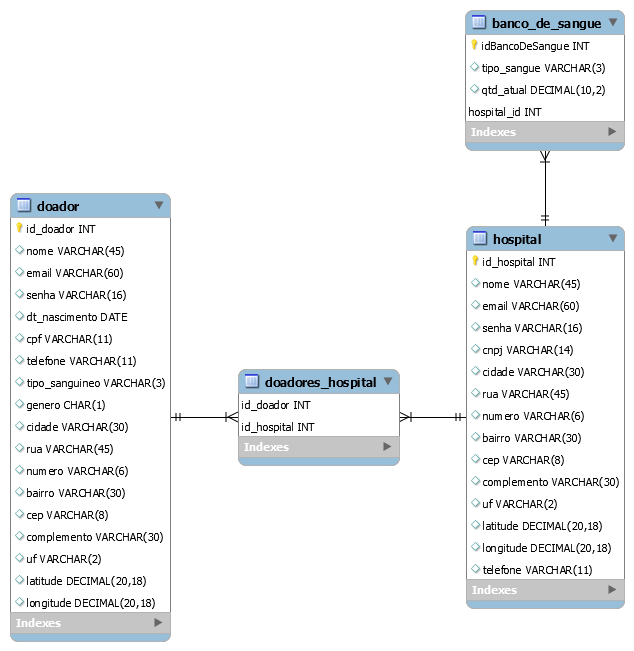 banco_de_sangue
idBancoDeSangue INT
tipo_sangue VARCHAR(3)
qtd_atual DECIMAL(10,2)
hospital_id INT
Indexes
doador
id_doador INT
nome VARCHAR(45)
email VARCHAR(60)
senha VARCHAR(16)
dt_nascimento DATE
cpf VARCHAR(11)
telefone VARCHAR(11)
tipo_sanguineo VARCHAR(3)
genero CHAR(1)
cidade VARCHAR(30)
rua VARCHAR(45)
numero VARCHAR(6)
bairro VARCHAR(30)
cep VARCHAR(8)
complemento VARCHAR(30)
uf VARCHAR(2)
latitude DECIMAL(20,18)
longitude DECIMAL(20,18)
Indexes
doadores_hospital
id_doador INT
id_hospital INT
Indexes
hospital
id_hospital INT
nome VARCHAR(45)
email VARCHAR(60)
senha VARCHAR(16)
cnpj VARCHAR(14)
cidade VARCHAR(30)
rua VARCHAR(45)
numero VARCHAR(6)
bairro VARCHAR(30)
cep VARCHAR(8)
complemento VARCHAR(30)
uf VARCHAR(2)
latitude DECIMAL(20,18)
longitude DECIMAL(20,18)
telefone VARCHAR(11)
Indexes